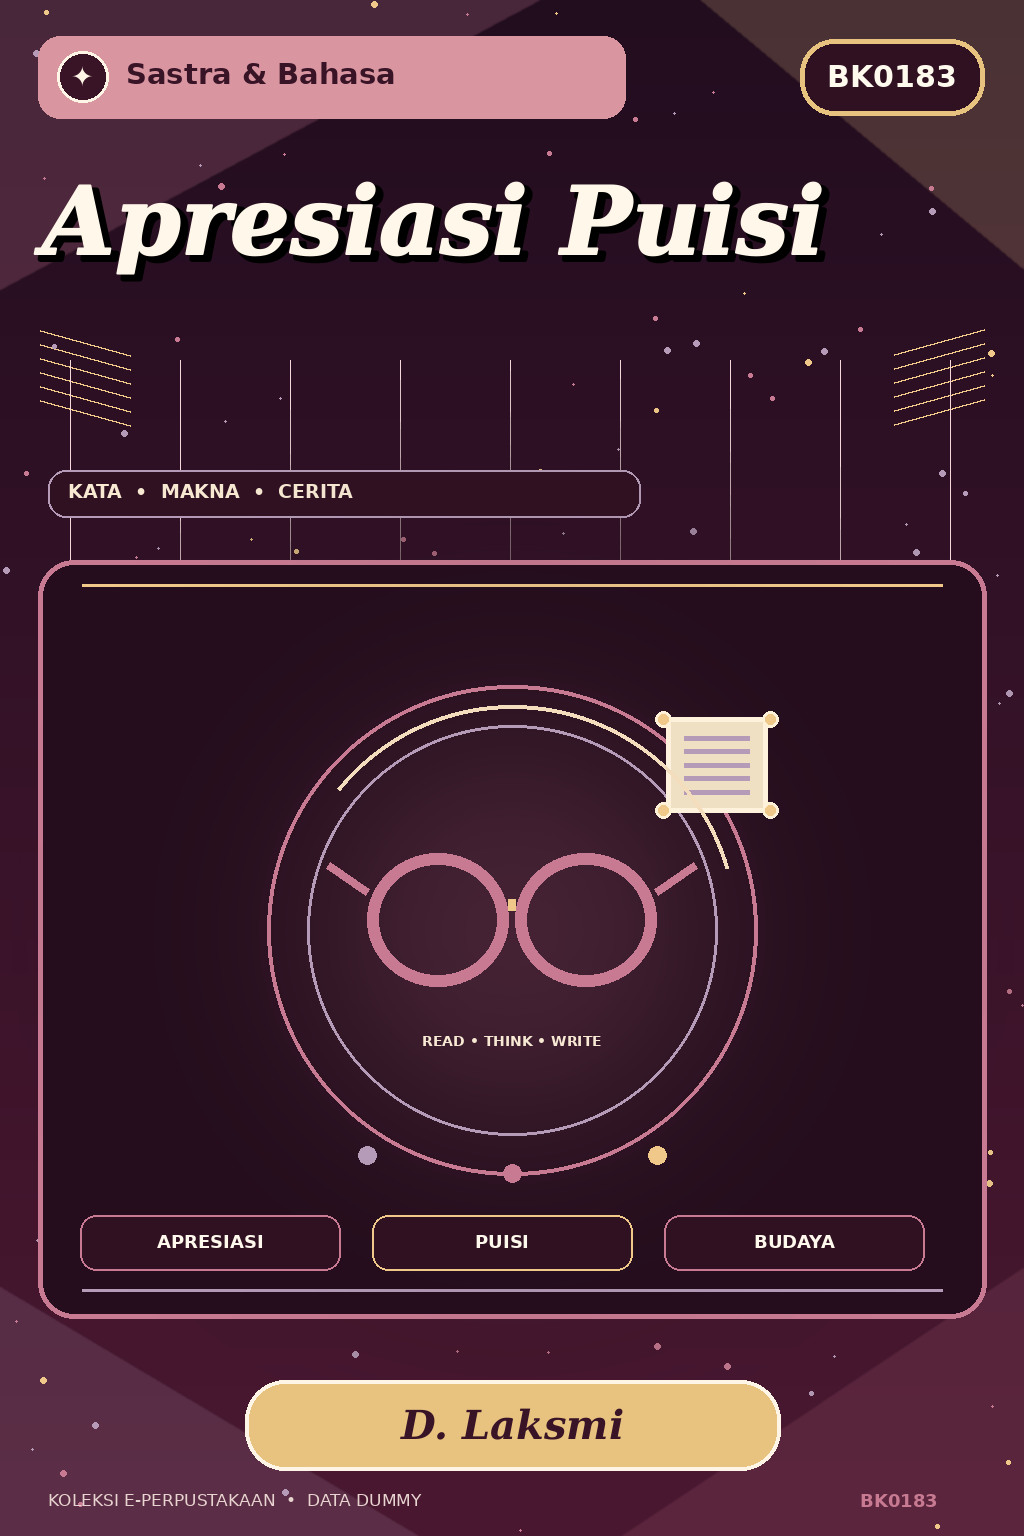 Sastra & Bahasa
BK0183
Apresiasi Puisi
KATA • MAKNA • CERITA
READ • THINK • WRITE
APRESIASI
PUISI
BUDAYA
D. Laksmi
KOLEKSI E-PERPUSTAKAAN • DATA DUMMY
BK0183